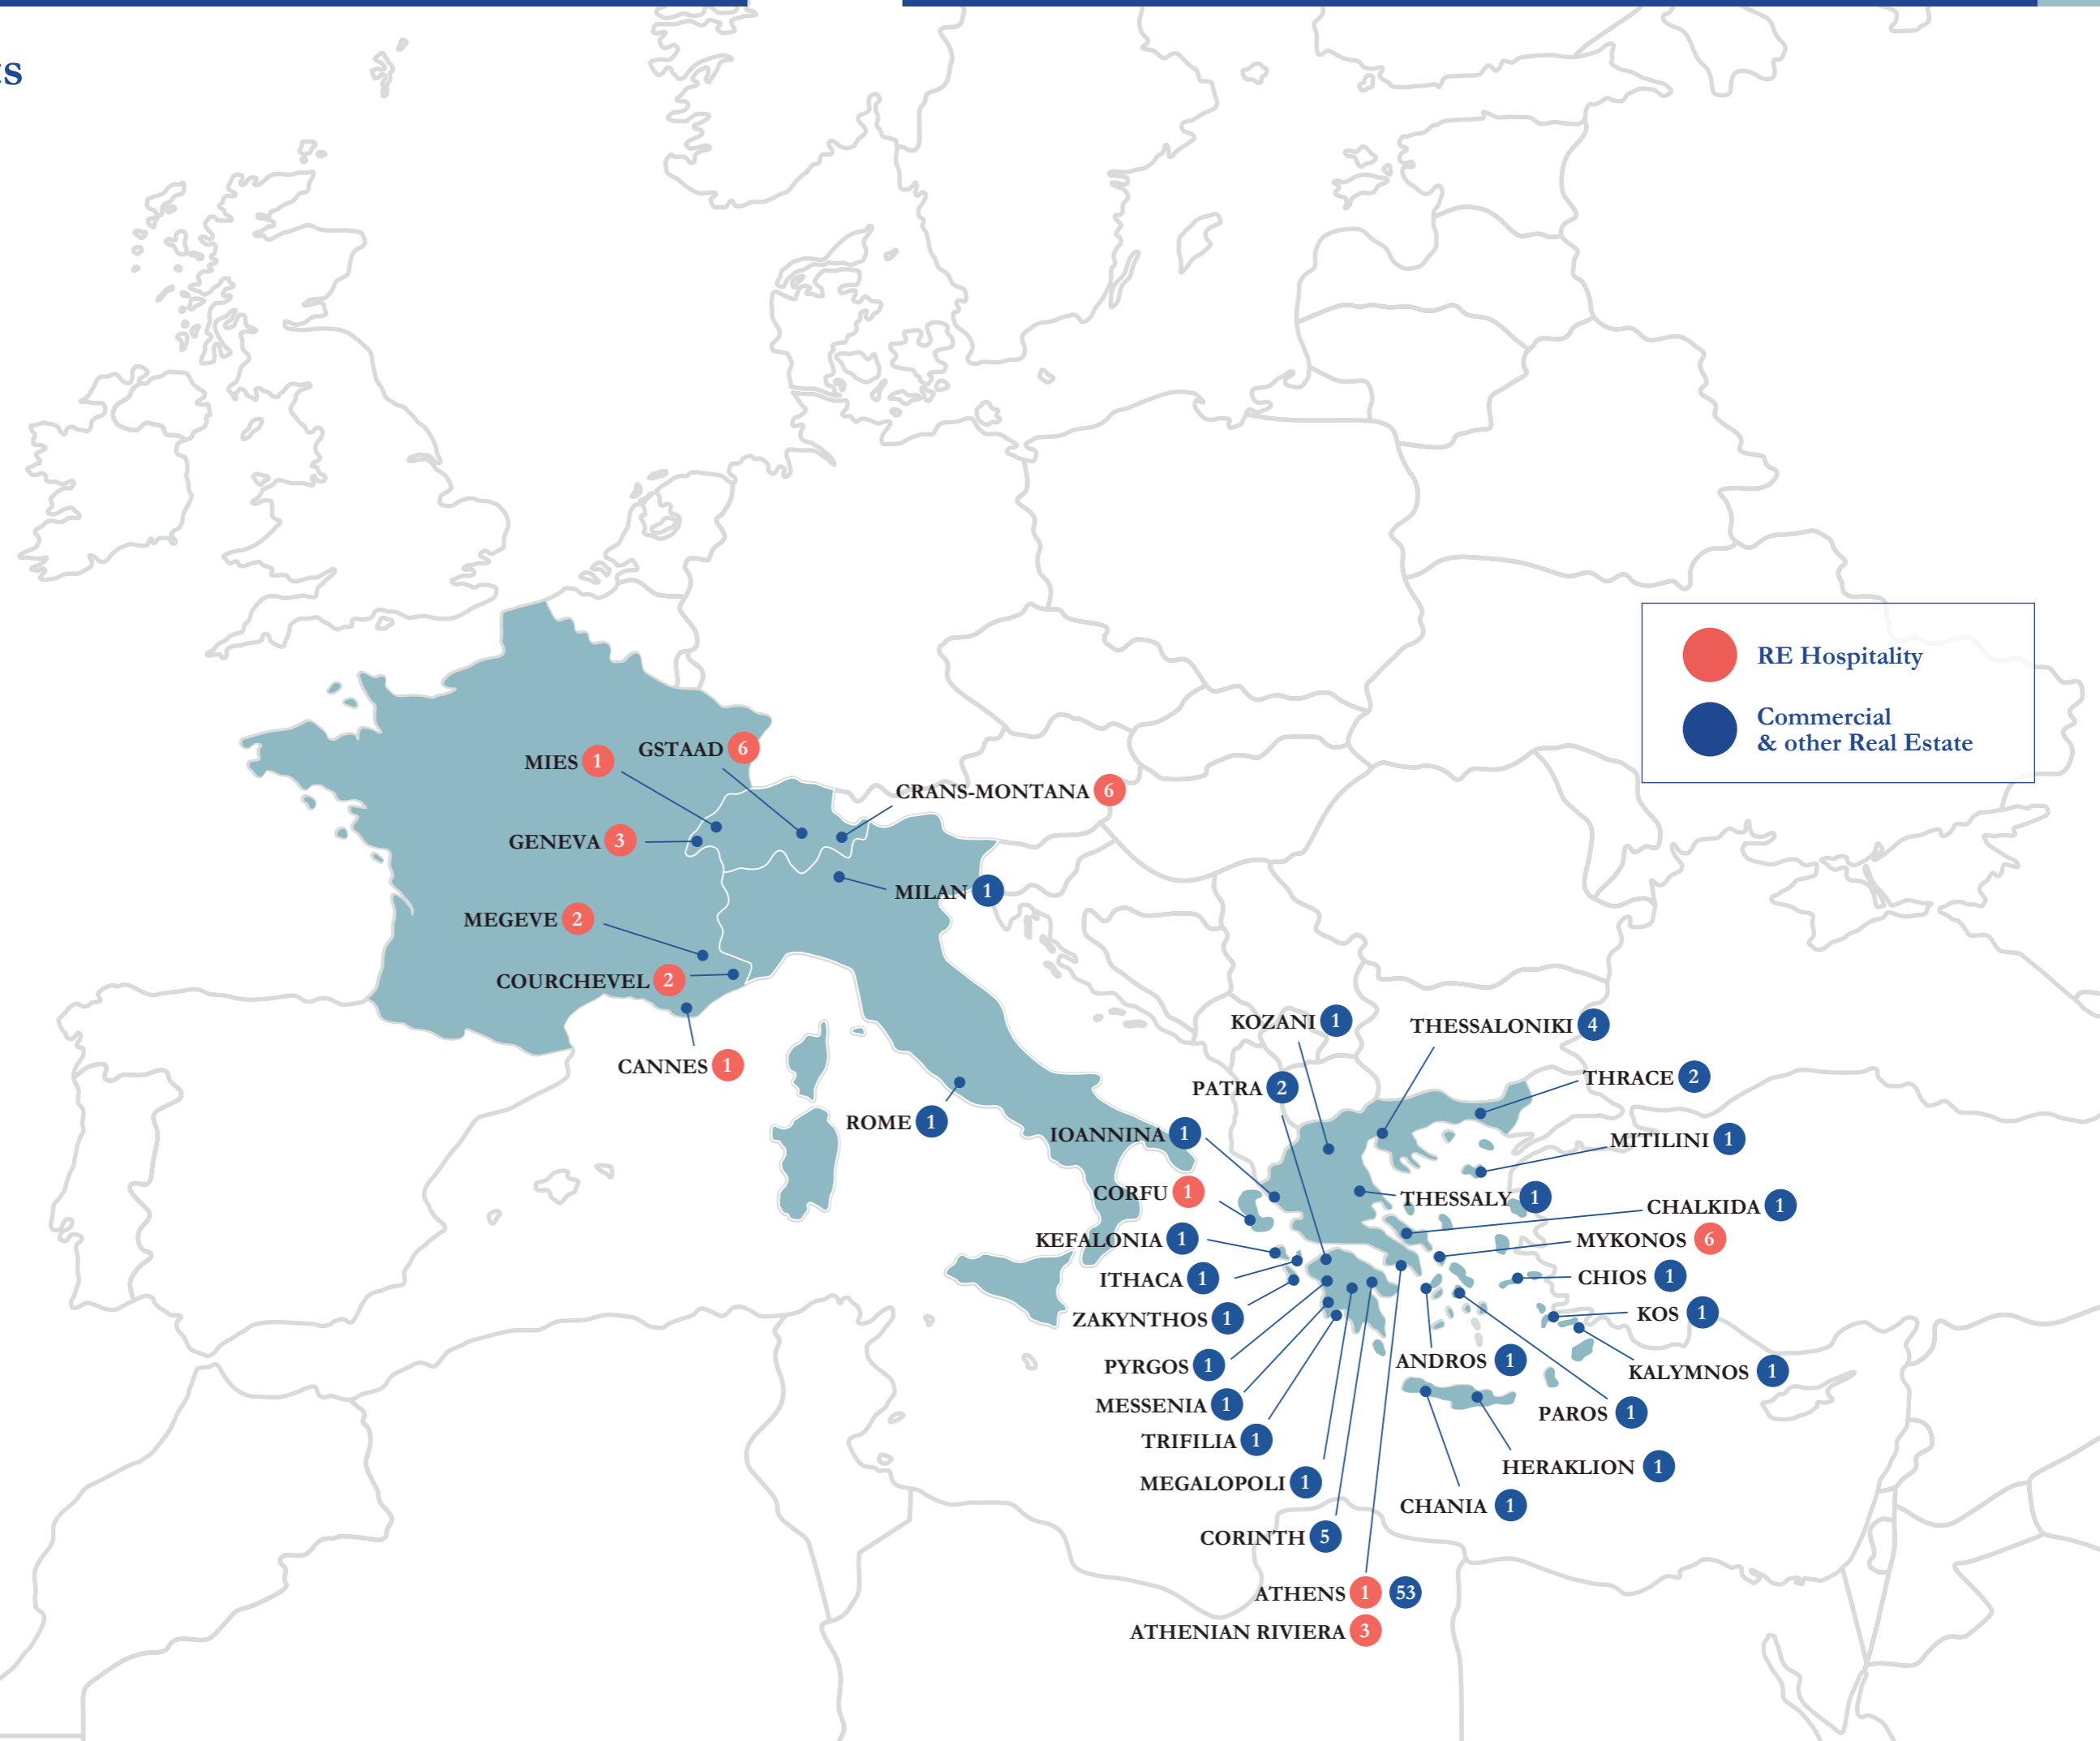 MIES 1
GSTAAD 6
CRANS-MONTANA 6
GENEVA 3
MILAN 1
MEGEVE 2
COURCHEVEL 2
CANNES 1
ROME 1
RE Hospitality
Commercial
& other Real Estate
KOZANI 1
THESSALONIKI 4
THRACE 2
PATRA 2
IOANNINA 1
MITILINI 1
CORFU 1
THESSALY 1
CHALKIDA 1
KEFALONIA 1
MYKONOS 6
ITHACA 1
CHIOS 1
ZAKYNTHOS 1
KOS 1
PYRGOS 1
ANDROS 1
KALYMNOS 1
MESSENIA 1
PAROS 1
TRIFILIA 1
HERAKLION 1
MEGALOPOLI 1
CHANIA 1
CORINTH 5
ATHENS 1 53
ATHENIAN RIVIERA 3